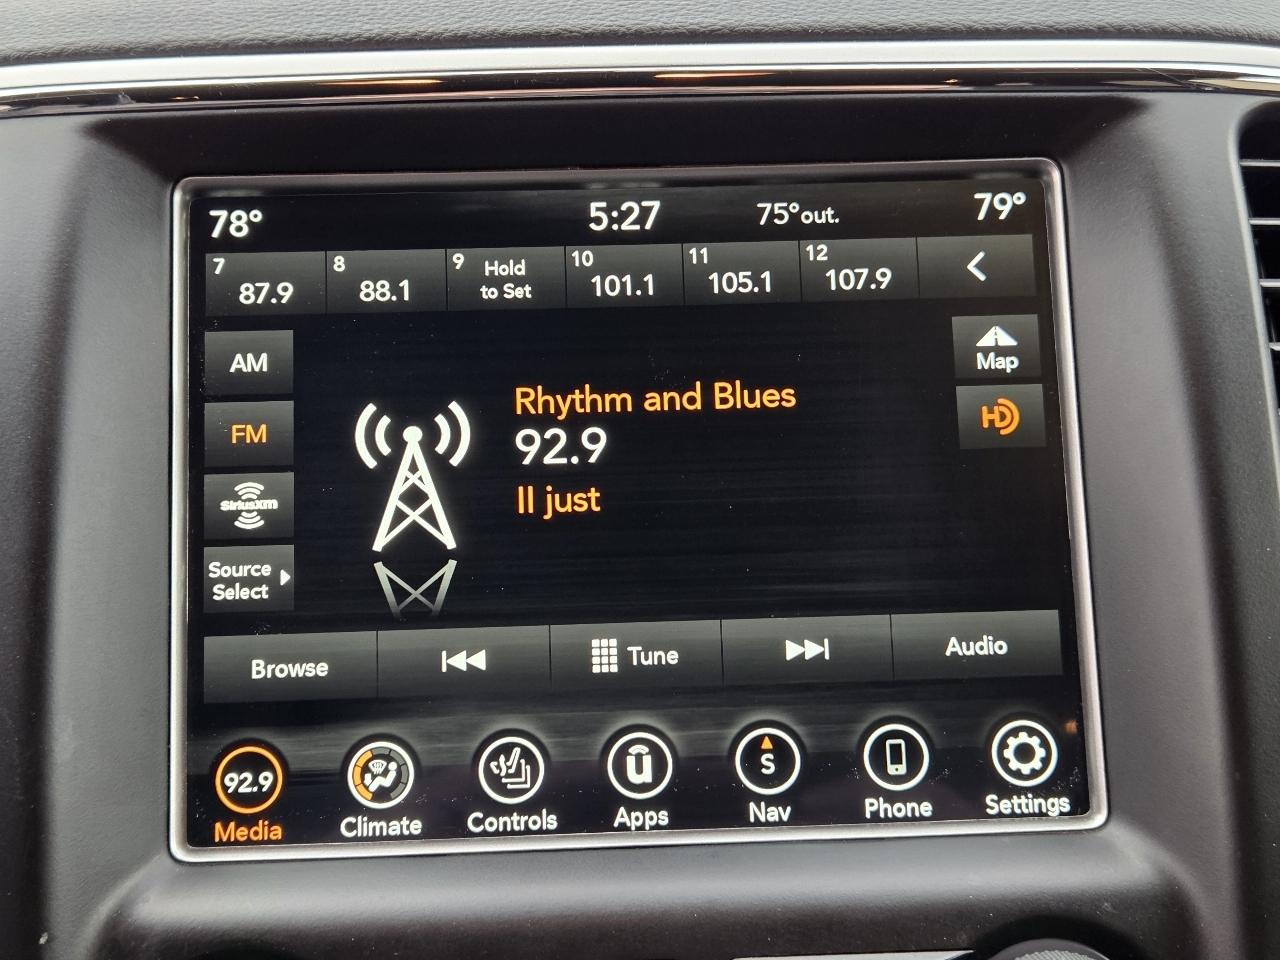 78° 5:27 75° out. 79°
7 87.9 8 88.1 9 Hold to Set 10 101.1 11 105.1 12 107.9
AM
Map
Rhythm and Blues
FM
HD
92.9
ll just
SiriusXM
Source
Select
Browse Tune Audio
92.9 u S
Media Climate Controls Apps Nav Phone Settings